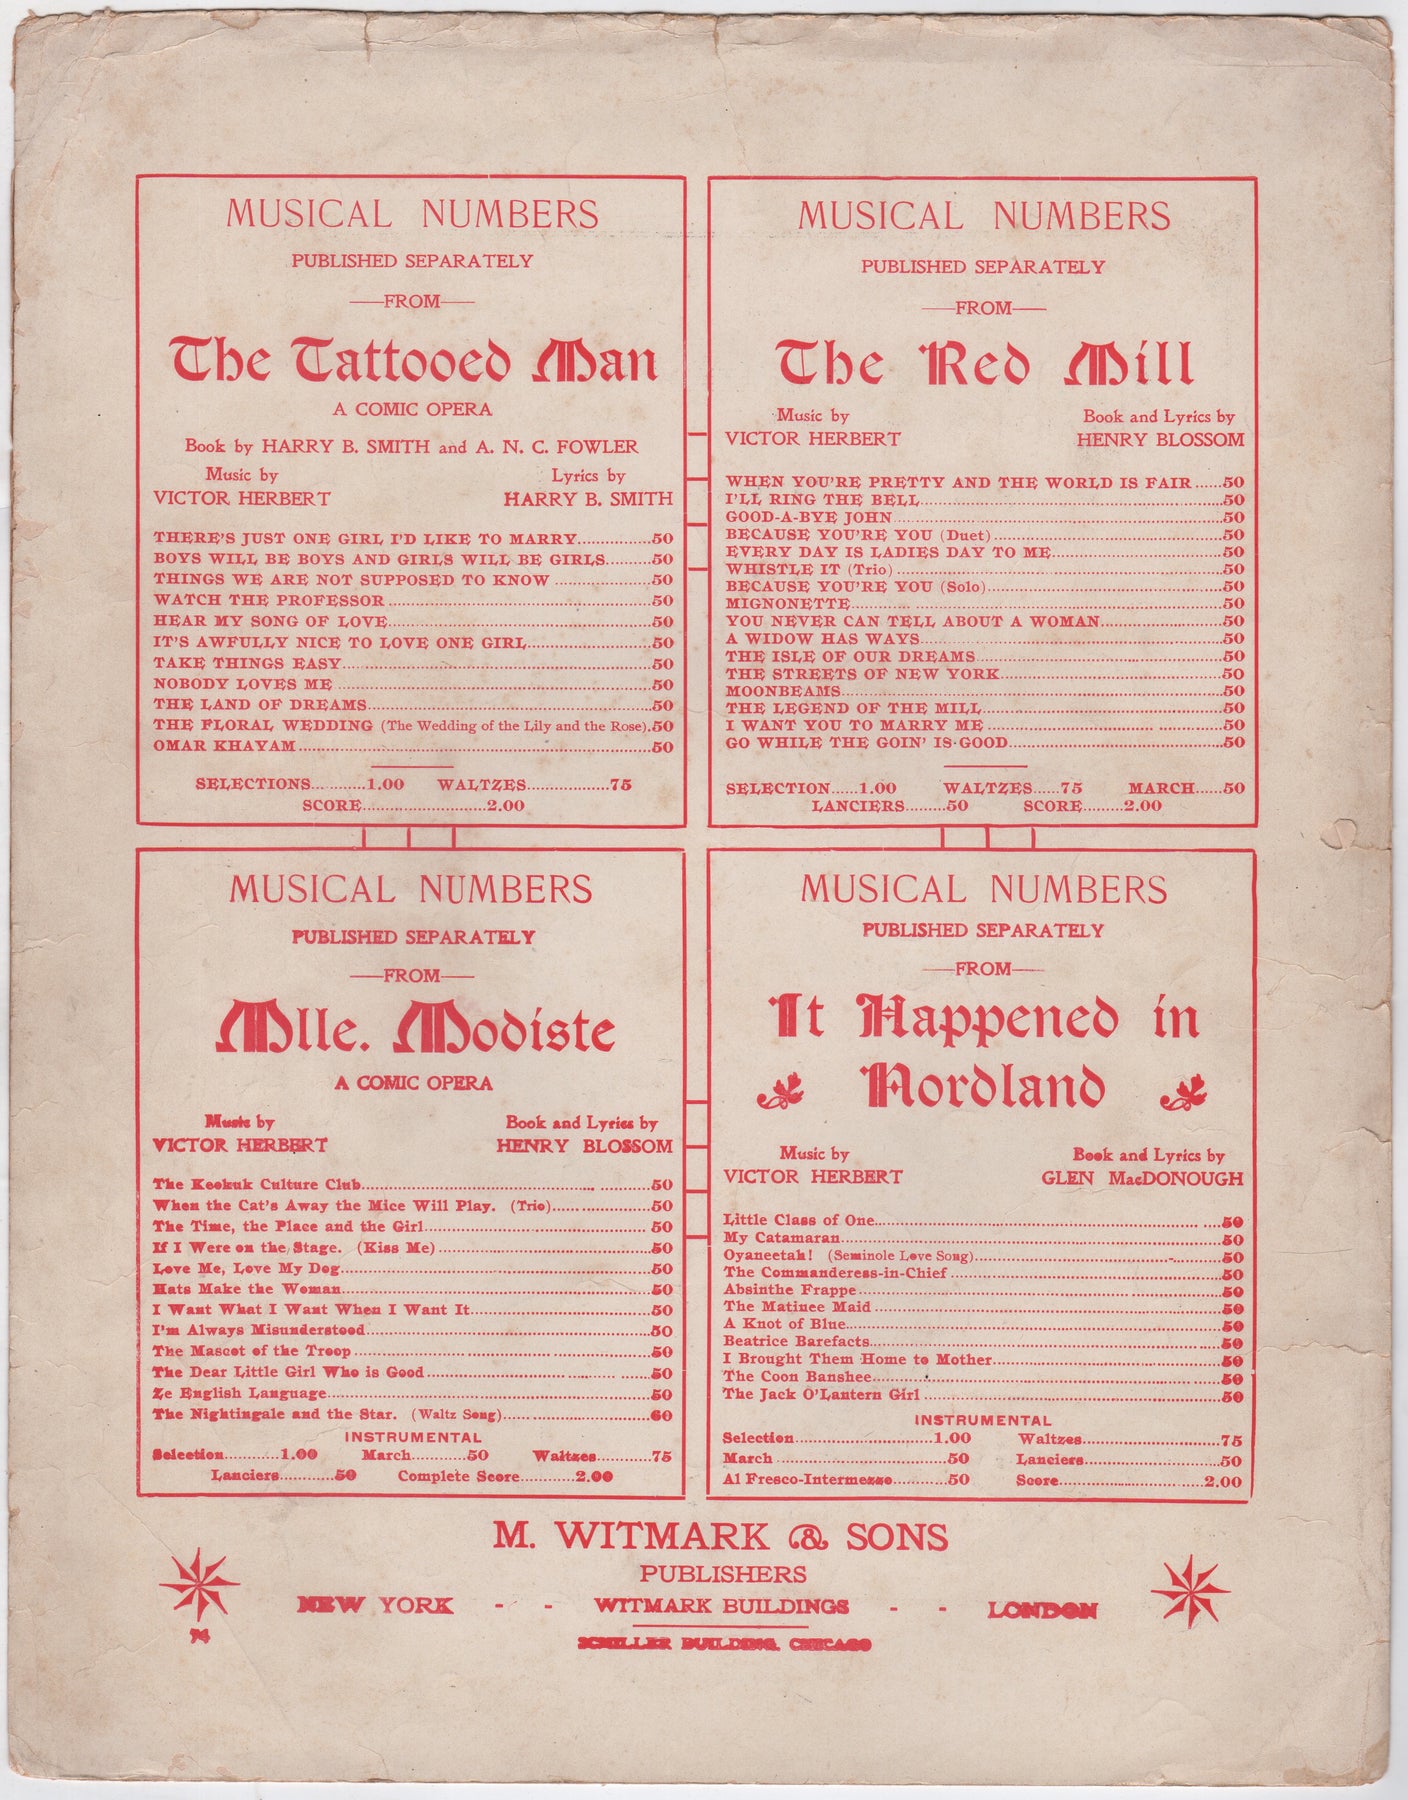 MUSICAL NUMBERS
PUBLISHED SEPARATELY
—FROM—
The Tattooed Man
A COMIC OPERA
Book by HARRY B. SMITH and A. N. C. FOWLER
Music by Lyrics by
VICTOR HERBERT HARRY B. SMITH
THERE'S JUST ONE GIRL I'D LIKE TO MARRY..............50
BOYS WILL BE BOYS AND GIRLS WILL BE GIRLS........50
THINGS WE ARE NOT SUPPOSED TO KNOW..................50
WATCH THE PROFESSOR..................50
HEAR MY SONG OF LOVE..................50
IT'S AWFULLY NICE TO LOVE ONE GIRL..................50
TAKE THINGS EASY..................50
NOBODY LOVES ME..................50
THE LAND OF DREAMS..................50
THE FLORAL WEDDING (The Wedding of the Lily and the Rose).50
OMAR KHAYAM..................50
SELECTIONS...........1.00 WALTZES..................75
SCORE..................2.00
MUSICAL NUMBERS
PUBLISHED SEPARATELY
—FROM—
The Red Mill
Music by Book and Lyrics by
VICTOR HERBERT HENRY BLOSSOM
WHEN YOU'RE PRETTY AND THE WORLD IS FAIR......50
I'LL RING THE BELL..................50
GOOD-A-BYE JOHN..................50
BECAUSE YOU'RE YOU (Duet)..................50
EVERY DAY IS LADIES DAY TO ME..................50
WHISTLE IT (Trio)..................50
BECAUSE YOU'RE YOU (Solo)..................50
MIGNONETTE..................50
YOU NEVER CAN TELL ABOUT A WOMAN..................50
A WIDOW HAS WAYS..................50
THE ISLE OF OUR DREAMS..................50
THE STREETS OF NEW YORK..................50
MOONBEAMS..................50
THE LEGEND OF THE MILL..................50
I WANT YOU TO MARRY ME..................50
GO WHILE THE GOIN' IS GOOD..................50
SELECTION......1.00 WALTZES......75 MARCH......50
LANCIERS........50 SCORE........2.00
MUSICAL NUMBERS
PUBLISHED SEPARATELY
—FROM—
Mlle. Modiste
A COMIC OPERA
Music by Book and Lyrics by
VICTOR HERBERT HENRY BLOSSOM
The Keokuk Culture Club..................50
When the Cat's Away the Mice Will Play. (Trio)..................50
The Time, the Place and the Girl..................50
If I Were on the Stage. (Kiss Me)..................50
Love Me, Love My Dog..................50
Hats Make the Woman..................50
I Want What I Want When I Want It..................50
I'm Always Misunderstood..................50
The Mascot of the Troop..................50
The Dear Little Girl Who is Good..................50
Ze English Language..................50
The Nightingale and the Star. (Waltz Song)..................60
INSTRUMENTAL
Selection............1.00 March............50 Waltzes............75
Lanciers............50 Complete Score............2.00
MUSICAL NUMBERS
PUBLISHED SEPARATELY
—FROM—
It Happened in
Nordland
Music by Book and Lyrics by
VICTOR HERBERT GLEN MacDONOUGH
Little Class of One..................50
My Catamaran..................50
Oyaneetah! (Seminole Love Song)..................50
The Commanderess-in-Chief..................50
Absinthe Frappe..................50
The Matinee Maid..................50
A Knot of Blue..................50
Beatrice Barefacts..................50
I Brought Them Home to Mother..................50
The Coon Banshee..................50
The Jack O'Lantern Girl..................50
INSTRUMENTAL
Selection..................1.00 Waltzes..................75
March..................50 Lanciers..................50
Al Fresco-Intermezzo............50 Score..................2.00
M. WITMARK & SONS
PUBLISHERS
NEW YORK - - WITMARK BUILDINGS - - LONDON
SCHILLER BUILDING, CHICAGO
74